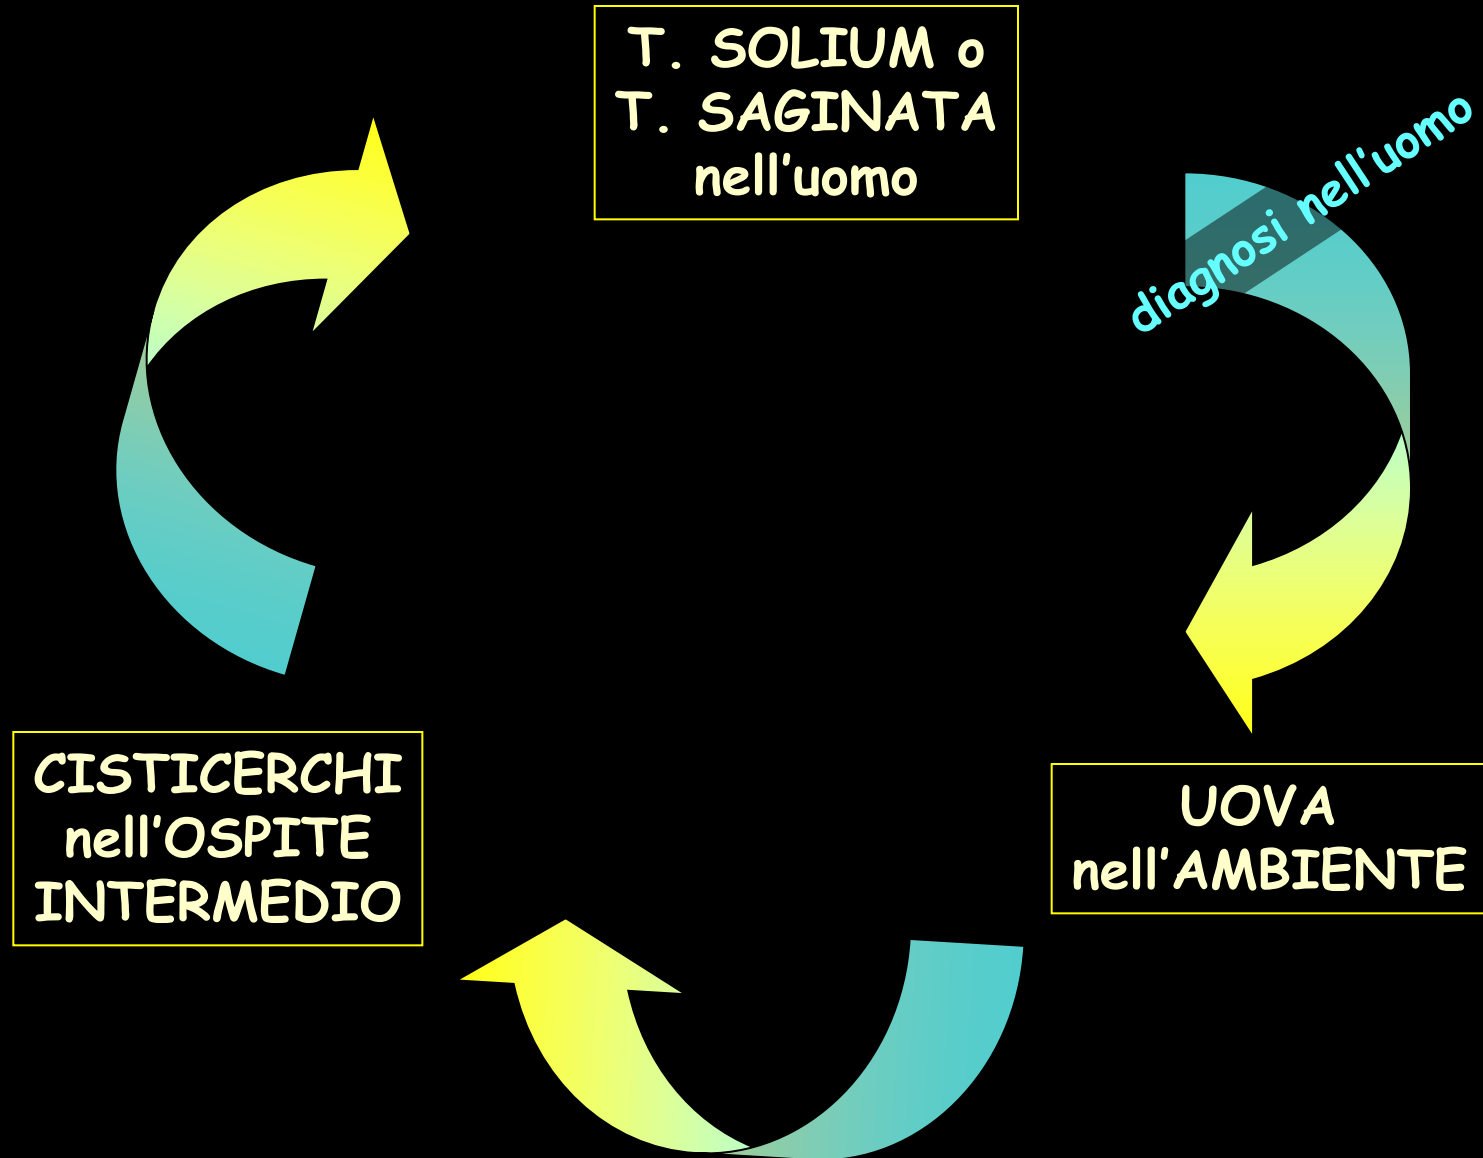 T. SOLIUM o
T. SAGINATA
nell'uomo
diagnosi nell'uomo
CISTICERCHI
nell'OSPITE
INTERMEDIO
UOVA
nell'AMBIENTE